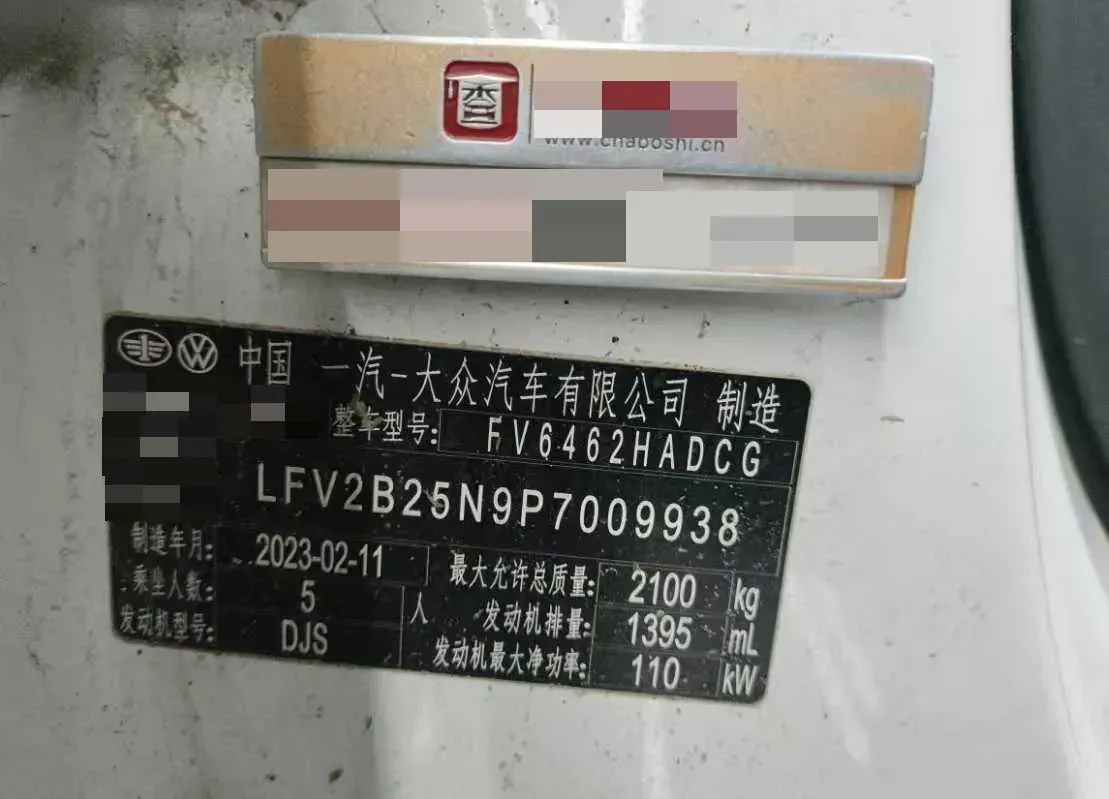 查
www.chaboshi.cn
中国 一汽-大众汽车有限公司 制造
整车型号: FV6462HADCG
LFV2B25N9P7009938
制造年月: 2023-02-11
最大允许总质量: 2100 kg
乘坐人数: 5 人
发动机排量: 1395 mL
发动机型号: DJS
发动机最大净功率: 110 kW